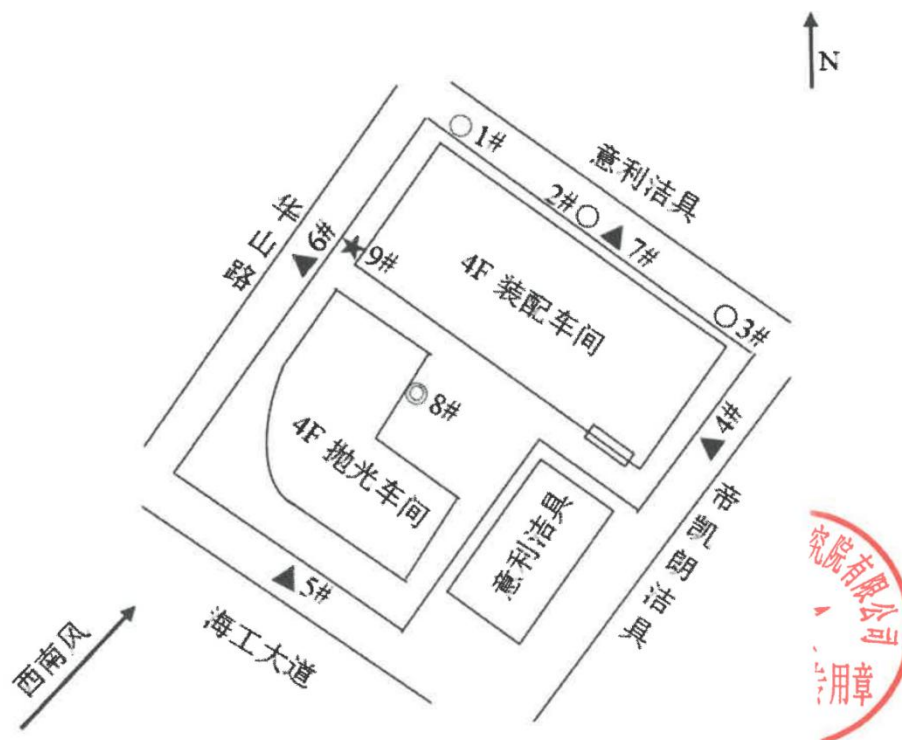 N
1#
意利洁具
2#
7#
华山路
6#
9#
4F 装配车间
3#
8#
4#
4F 抛光车间
意利洁具
帝凯朗洁具
5#
海工大道
西南风
究院有限公司
专用章